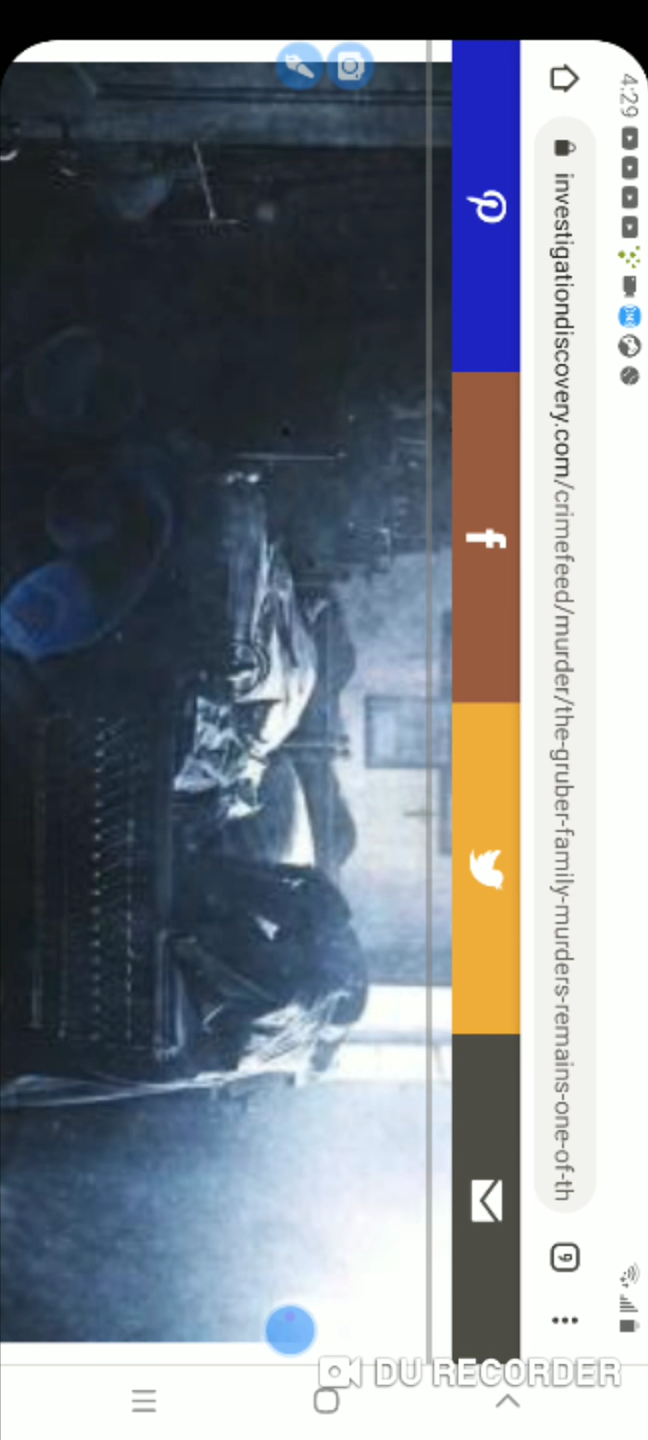 4:29
investigationdiscovery.com/crimefeed/murder/the-gruber-family-murders-remains-one-of-th
9
DU RECORDER